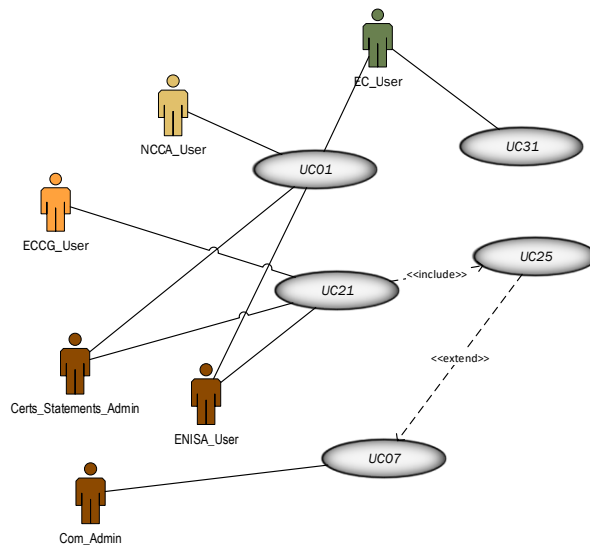 EC_User
NCCA_User
UC01
UC31
ECCG_User
UC25
<<include>>
UC21
<<extend>>
Certs_Statements_Admin
ENISA_User
UC07
Com_Admin